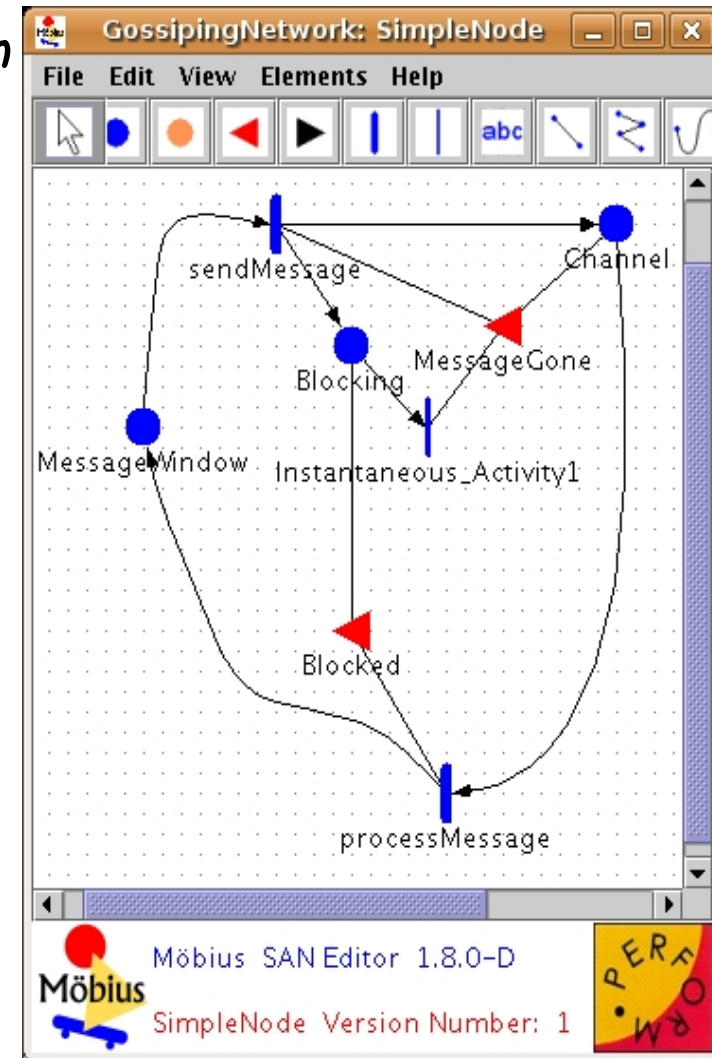 n
GossipingNetwork: SimpleNode
File Edit View Elements Help
abc
sendMessage
Channel
MessageGone
Blocking
MessageWindow
Instantaneous_Activity1
Blocked
processMessage
Möbius
Möbius SAN Editor 1.8.0-D
SimpleNode Version Number: 1
PERFORM